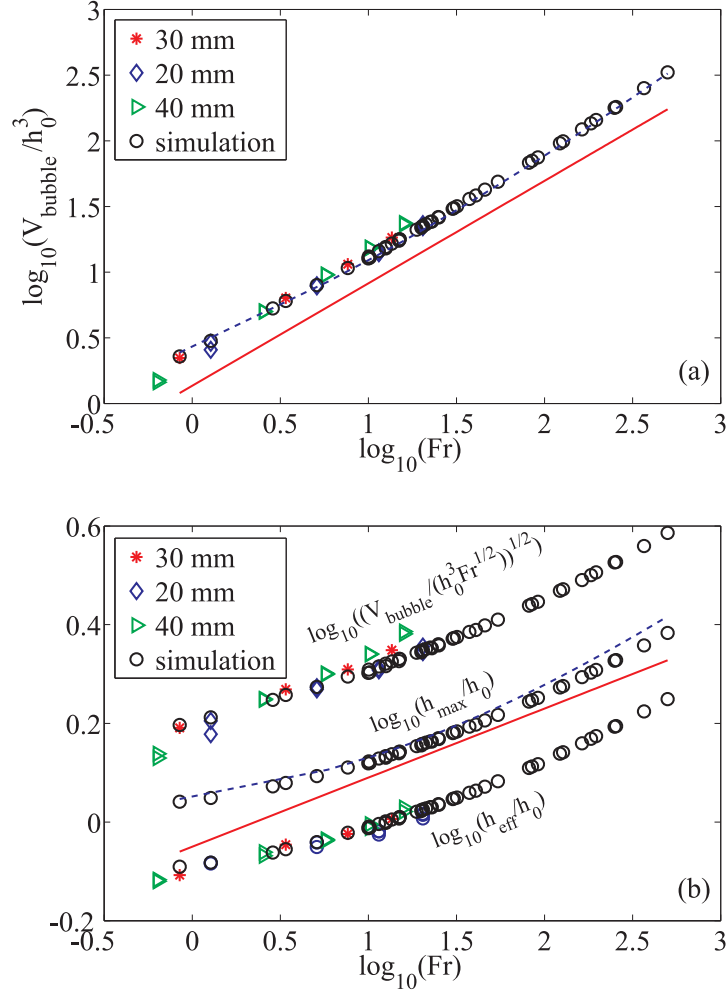 3
2.5
2
1.5
1
0.5
0
log10(Vbubble/h0^3)
30 mm
20 mm
40 mm
simulation
(a)
-0.5 0 0.5 1 1.5 2 2.5 3
log10(Fr)
0.6
0.4
0.2
0
-0.2
30 mm
20 mm
40 mm
simulation
log10((Vbubble/(h0^3Fr^1/2))^1/2)
log10(hmax/h0)
log10(heff/h0)
(b)
-0.5 0 0.5 1 1.5 2 2.5 3
log10(Fr)